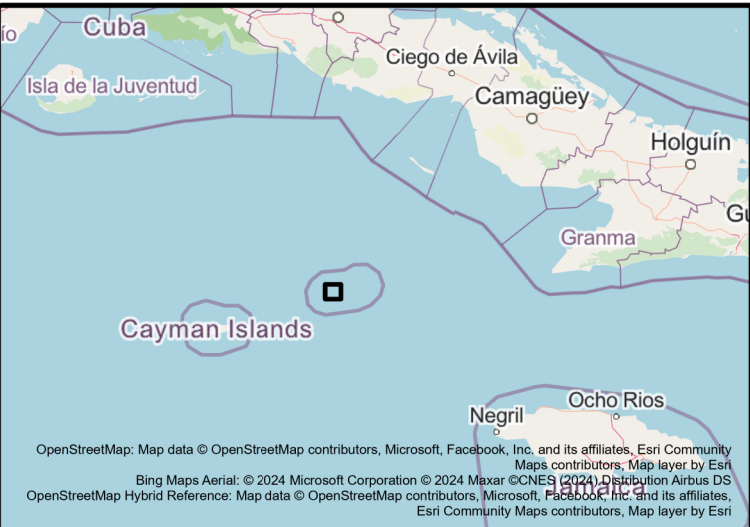 ío
Cuba
Ciego de Ávila
Isla de la Juventud
Camagüey
Holguín
Gu
Granma
Cayman Islands
Ocho Rios
Negril
Jamaica
OpenStreetMap: Map data © OpenStreetMap contributors, Microsoft, Facebook, Inc. and its affiliates, Esri Community
Maps contributors, Map layer by Esri
Bing Maps Aerial: © 2024 Microsoft Corporation © 2024 Maxar ©CNES (2024) Distribution Airbus DS
OpenStreetMap Hybrid Reference: Map data © OpenStreetMap contributors, Microsoft, Facebook, Inc. and its affiliates,
Esri Community Maps contributors, Map layer by Esri